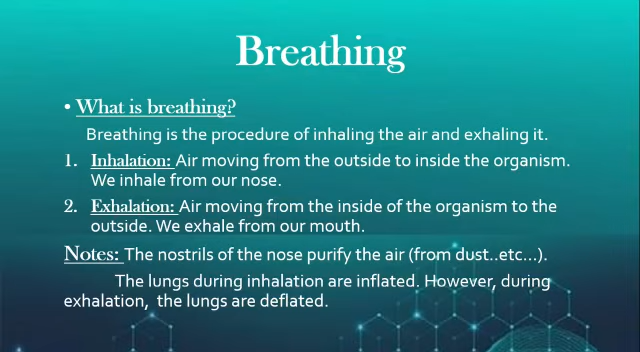 Breathing
• What is breathing?
Breathing is the procedure of inhaling the air and exhaling it.
1. Inhalation: Air moving from the outside to inside the organism.
We inhale from our nose.
2. Exhalation: Air moving from the inside of the organism to the
outside. We exhale from our mouth.
Notes: The nostrils of the nose purify the air (from dust..etc...).
The lungs during inhalation are inflated. However, during
exhalation, the lungs are deflated.